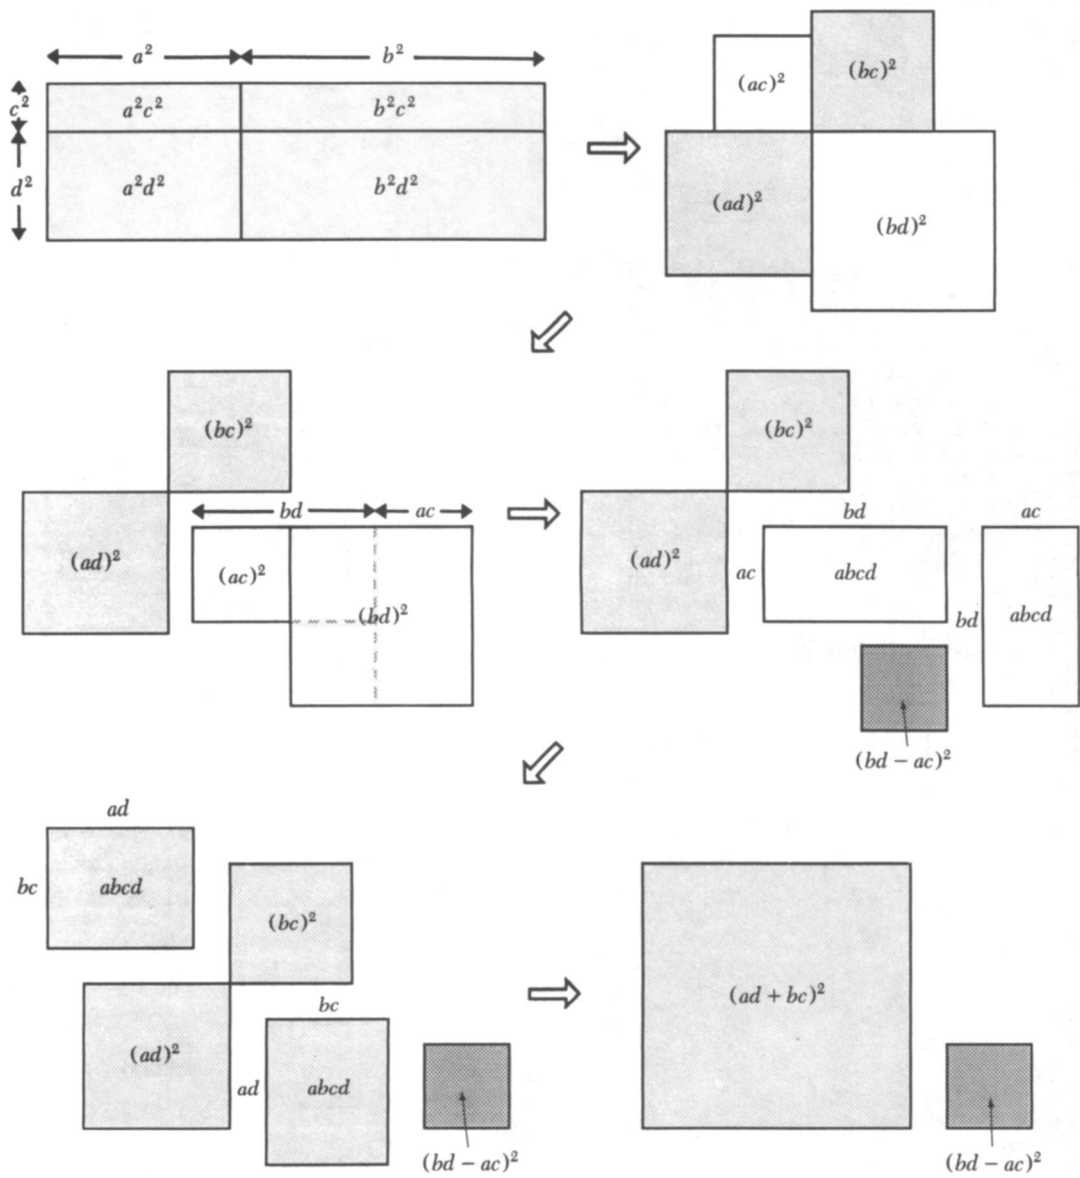 a² b²
c² a²c² b²c²
d² a²d² b²d²
(ac)² (bc)²
(ad)² (bd)²
(bc)²
bd ac
(ad)² (ac)² (bd)²
(bc)²
bd ac
(ad)² ac abcd
bd abcd
(bd − ac)²
ad
bc abcd
(bc)²
bc
(ad)² ad abcd
(bd − ac)²
(ad + bc)²
(bd − ac)²